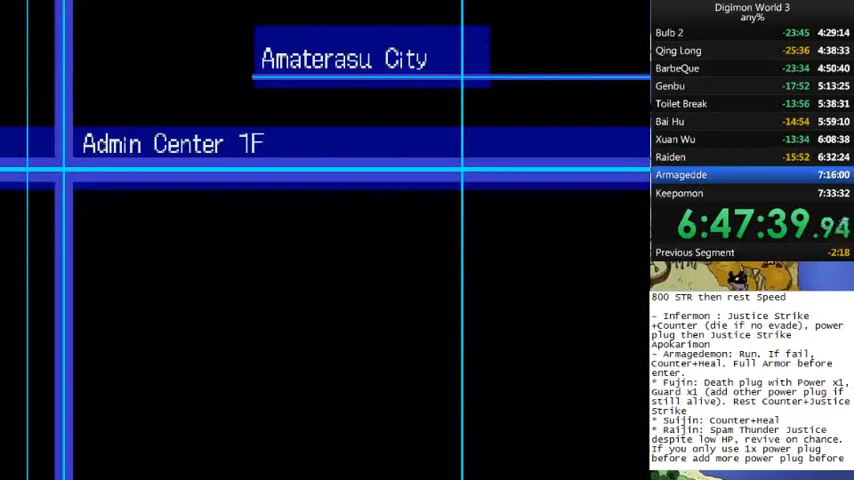 Amaterasu City
Admin Center 1F
Digimon World 3
any%
Bulb 2 -23:45 4:29:14
Qing Long -25:36 4:38:33
BarbeQue -23:34 4:50:40
Genbu -17:52 5:13:25
Toilet Break -13:56 5:38:31
Bai Hu -14:54 5:59:10
Xuan Wu -13:34 6:08:38
Raiden -15:52 6:32:24
Armagedde 7:16:00
Keepomon 7:33:32
6:47:39.94
Previous Segment -2:18
800 STR then rest Speed
- Infermon : Justice Strike
+Counter (die if no evade), power
plug then Justice Strike
Apokarimon
- Armagedemon: Run. If fail,
Counter+Heal. Full Armor before
enter.
* Fujin: Death plug with Power x1,
Guard x1 (add other power plug if
still alive). Rest Counter+Justice
Strike
* Suijin: Counter+Heal
* Raijin: Spam Thunder Justice
despite low HP, revive on chance.
If you only use 1x power plug
before add more power plug before